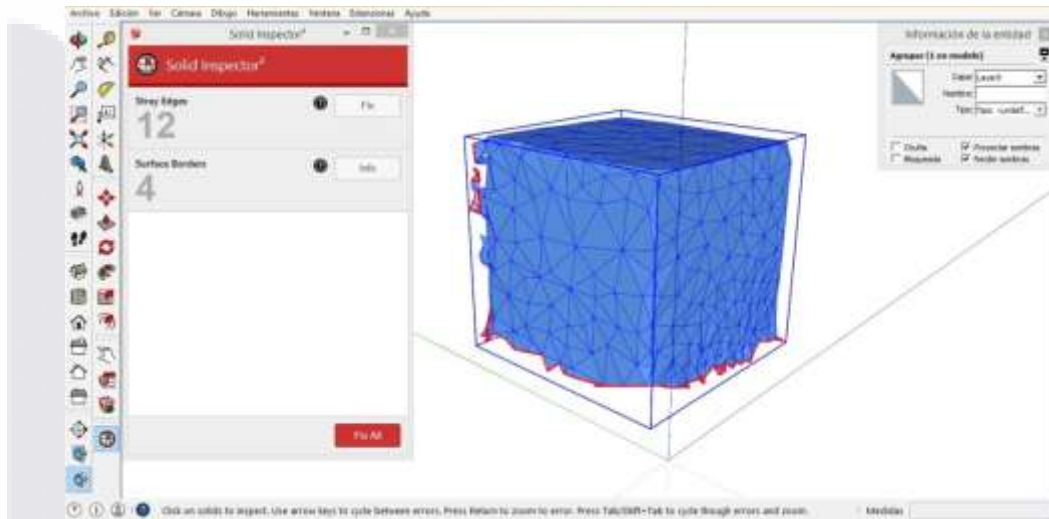 Archivo Edición Ver Cámara Dibujo Herramientas Ventana Extensiones Ayuda
Solid Inspector²
Solid Inspector²
Stray Edges
12
Fix
Surface Borders
4
Info
Fix All
Información de la entidad
Agrupar (1 en modelo)
Capa: Layer0
Nombre:
Tipo: Tipo: <undef...
Oculta
Proyectar sombras
Bloqueada
Recibir sombras
Click on solids to inspect. Use arrow keys to cycle between errors. Press Return to zoom to error. Press Tab/Shift+Tab to cycle though errors and zoom.
Medidas